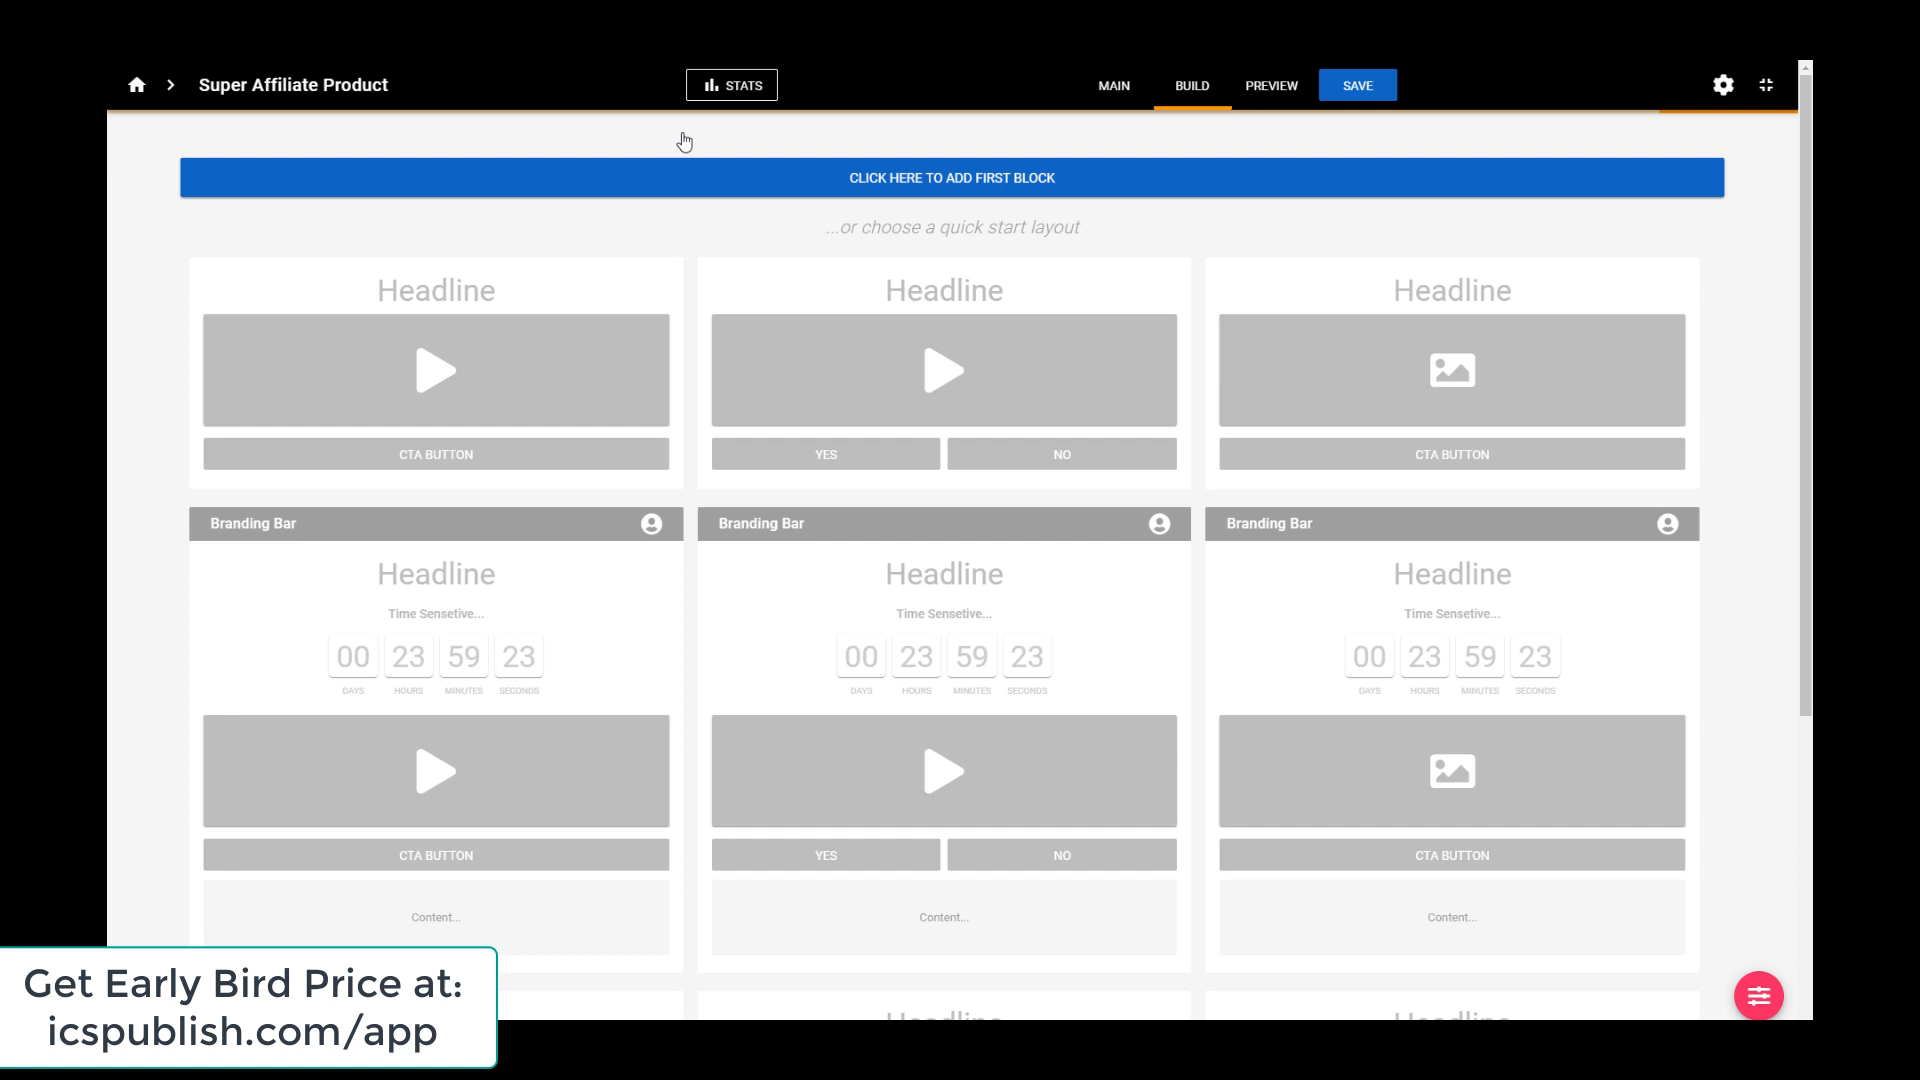 Super Affiliate Product
STATS
MAIN
BUILD
PREVIEW
SAVE
CLICK HERE TO ADD FIRST BLOCK
...or choose a quick start layout
Headline
CTA BUTTON
Headline
YES
NO
Headline
CTA BUTTON
Branding Bar
Headline
Time Sensetive...
00 23 59 23
DAYS HOURS MINUTES SECONDS
CTA BUTTON
Content...
Branding Bar
Headline
Time Sensetive...
00 23 59 23
DAYS HOURS MINUTES SECONDS
YES
NO
Content...
Branding Bar
Headline
Time Sensetive...
00 23 59 23
DAYS HOURS MINUTES SECONDS
CTA BUTTON
Content...
Headline
Headline
Get Early Bird Price at:
icspublish.com/app